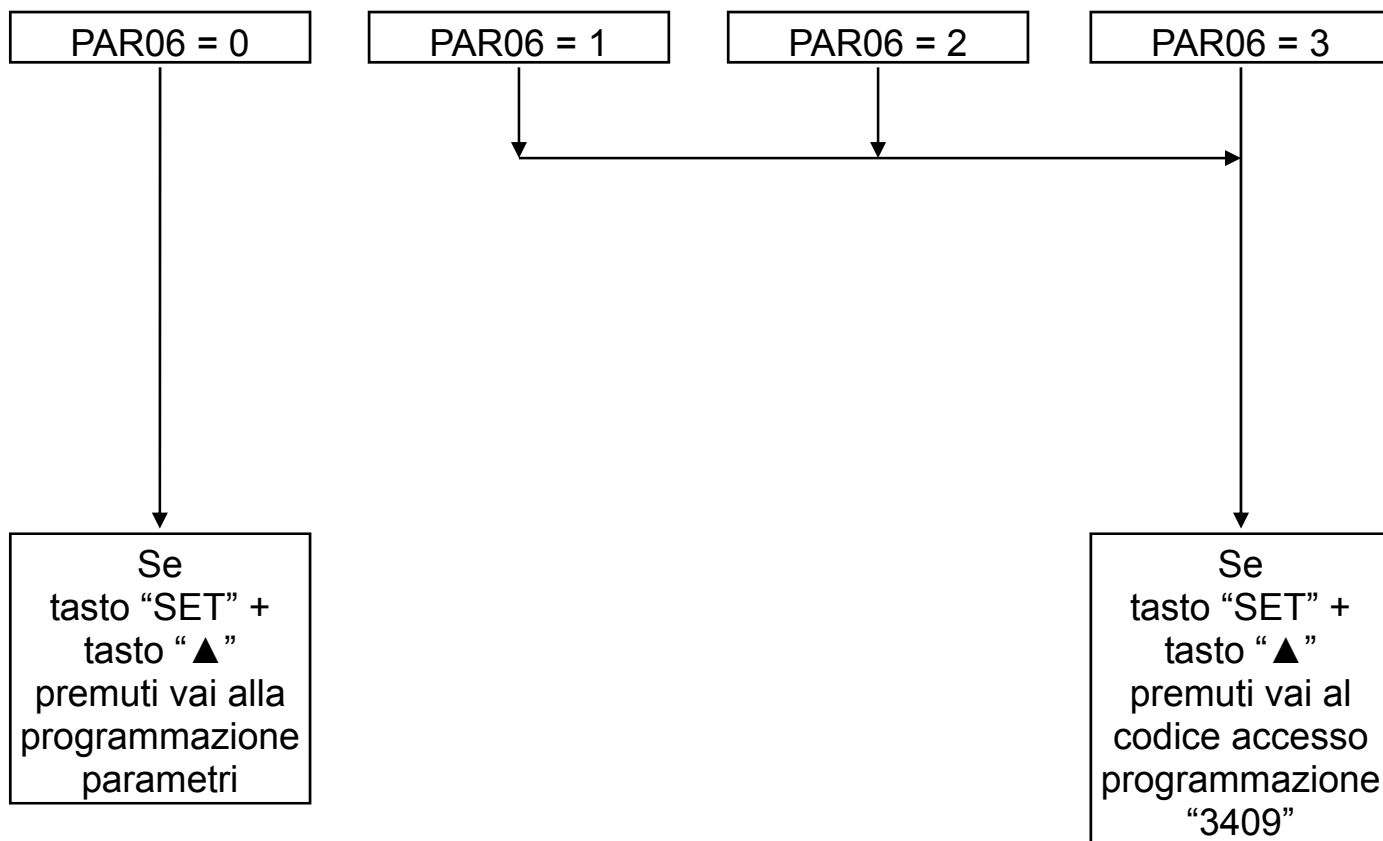 PAR06 = 0
PAR06 = 1
PAR06 = 2
PAR06 = 3
Se
tasto “SET” +
tasto “▲”
premuti vai alla
programmazione
parametri
Se
tasto “SET” +
tasto “▲”
premuti vai al
codice accesso
programmazione
“3409”